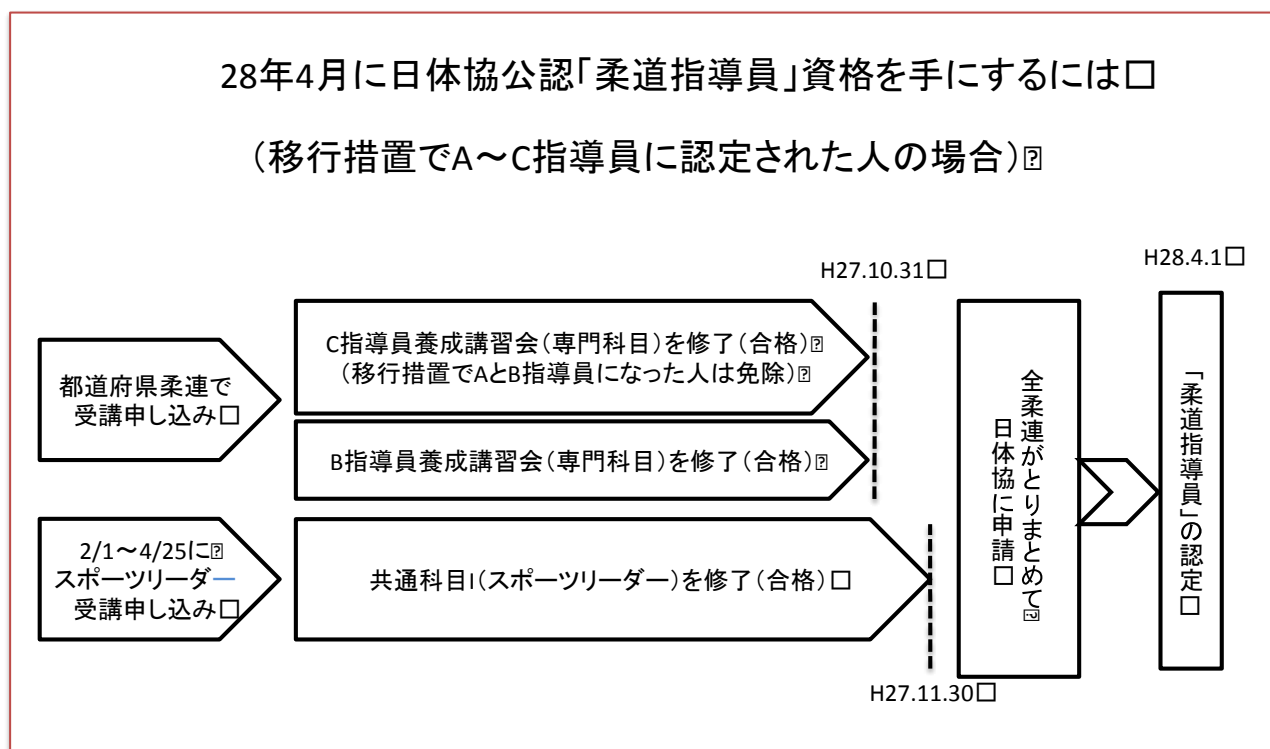 28年4月に日体協公認「柔道指導員」資格を手にするには
(移行措置でA～C指導員に認定された人の場合)
H27.10.31
H28.4.1
都道府県柔連で
受講申し込み
C指導員養成講習会(専門科目)を修了(合格)
(移行措置でAとB指導員になった人は免除)
B指導員養成講習会(専門科目)を修了(合格)
2/1～4/25に
スポーツリーダー
受講申し込み
共通科目I(スポーツリーダー)を修了(合格)
H27.11.30
全柔連がとりまとめて
日体協に申請
「柔道指導員」の認定